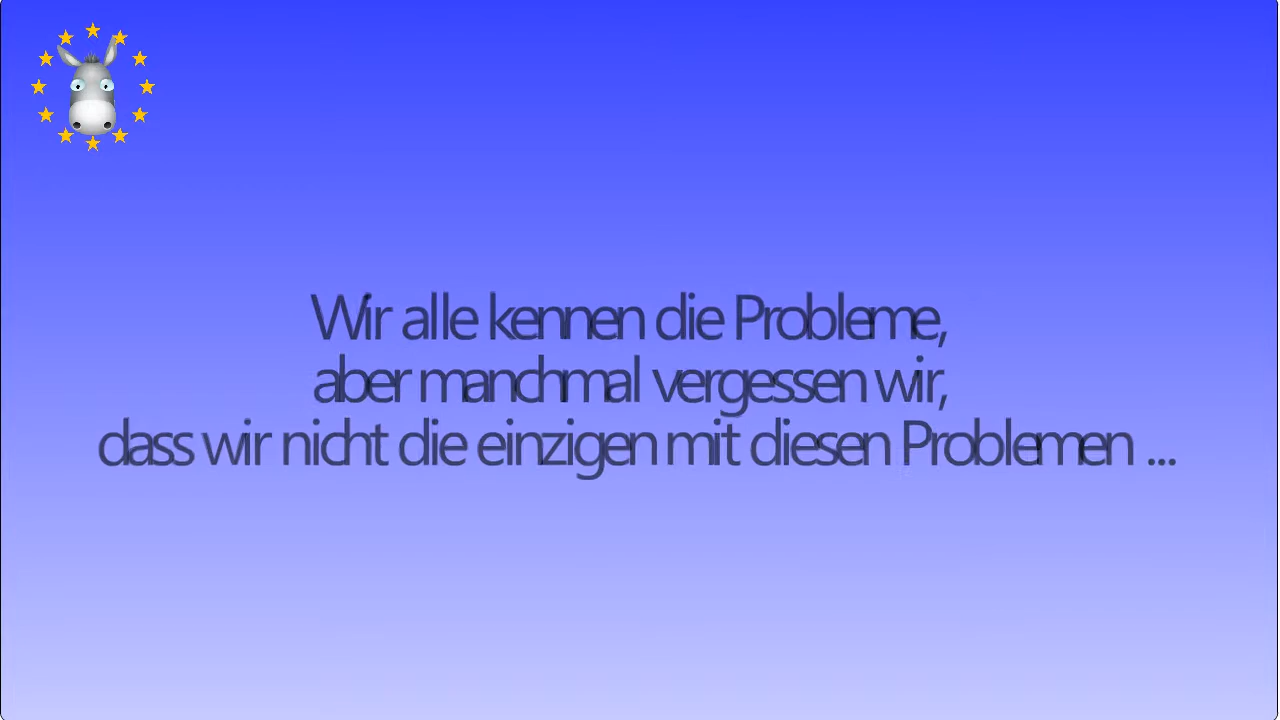 Wir alle kennen die Probleme,
aber manchmal vergessen wir,
dass wir nicht die einzigen mit diesen Problemen ...